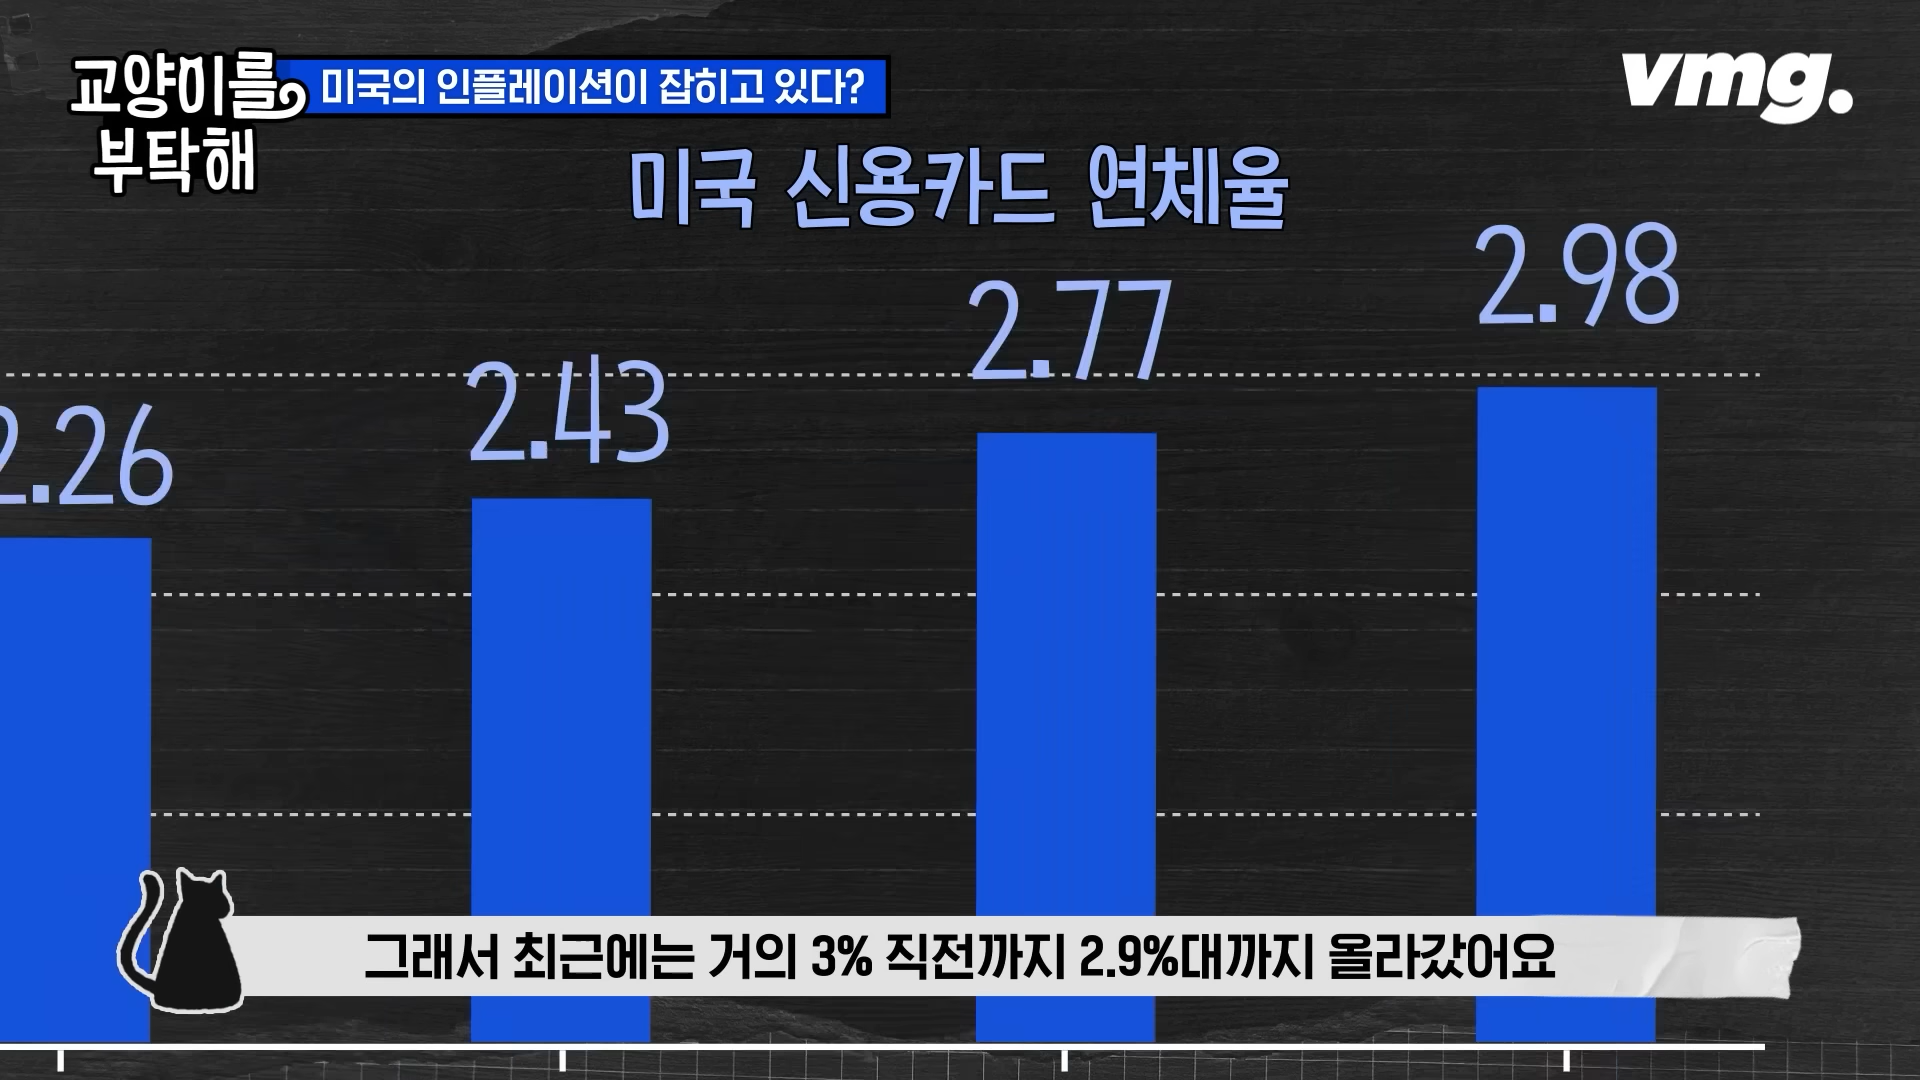 교양이를
부탁해
미국의 인플레이션이 잡히고 있다?
vmg.
미국 신용카드 연체율
2.26
2.43
2.77
2.98
그래서 최근에는 거의 3% 직전까지 2.9%대까지 올라갔어요